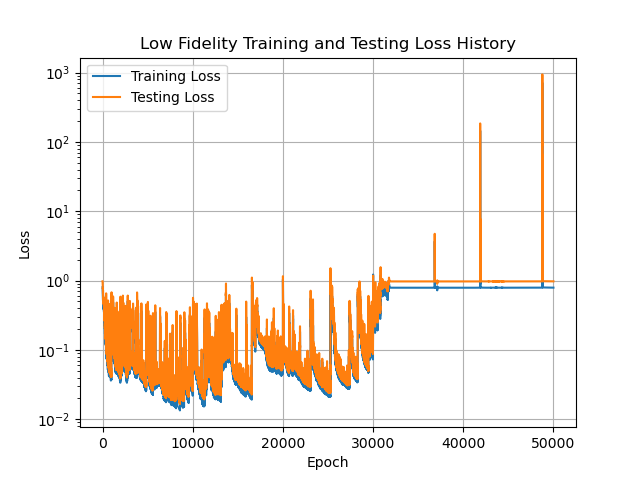 Low Fidelity Training and Testing Loss History
Training Loss
Testing Loss
10³
10²
10¹
10⁰
10⁻¹
10⁻²
Loss
0 10000 20000 30000 40000 50000
Epoch